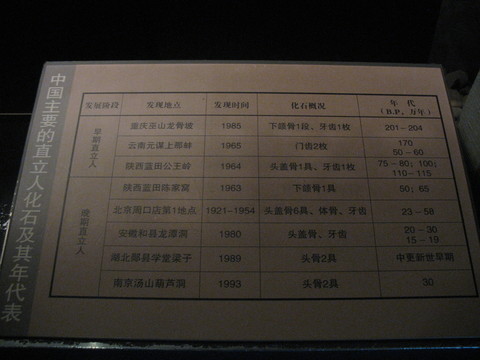 中国主要的直立人化石及其年代表
发展阶段 发现地点 发现时间 化石概况 年 代
(B.P., 万年)
早期直立人
重庆巫山龙骨坡 1985 下颌骨1段、牙齿1枚 201－204
云南元谋上那蚌 1965 门齿2枚 170
50－60
陕西蓝田公王岭 1964 头盖骨1具、牙齿1枚 75－80; 100;
110－115
晚期直立人
陕西蓝田陈家窝 1963 下颌骨1具 50; 65
北京周口店第1地点 1921－1954 头盖骨6具、体骨、牙齿 23－58
安徽和县龙潭洞 1980 头盖骨、牙齿 20－30
15－19
湖北郧县学堂梁子 1989 头骨2具 中更新世早期
南京汤山葫芦洞 1993 头骨2具 30